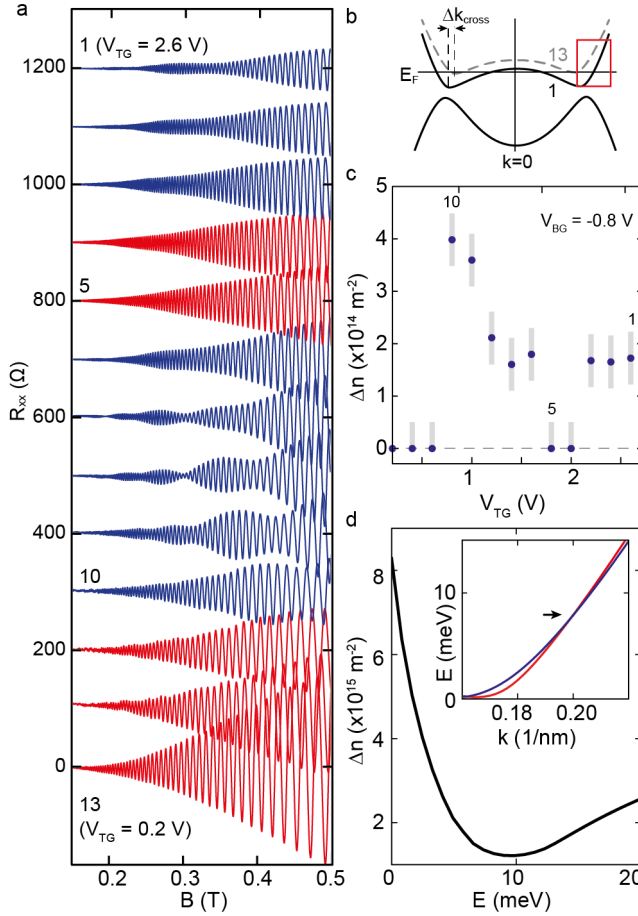 a
1 (V_TG = 2.6 V)
1200
1000
5
800
600
400
10
200
0
13
(V_TG = 0.2 V)
R_xx (Ω)
0.2
0.3
0.4
0.5
B (T)
b
Δk_cross
13
E_F
1
k=0
c
5
4
3
2
1
0
Δn (x10^14 m^-2)
10
V_BG = -0.8 V
1
5
1
2
V_TG (V)
d
8
6
4
2
Δn (x10^15 m^-2)
0
10
20
E (meV)
10
0
E (meV)
0.18
0.20
k (1/nm)